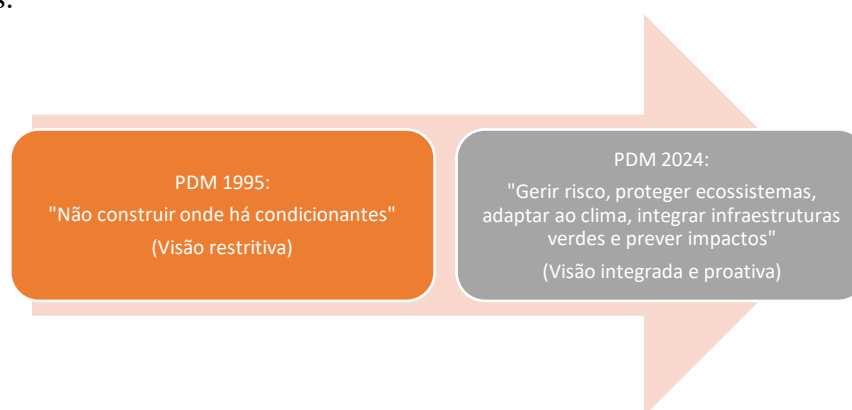 s.
PDM 1995:
"Não construir onde há condicionantes"
(Visão restritiva)
PDM 2024:
"Gerir risco, proteger ecossistemas,
adaptar ao clima, integrar infraestruturas
verdes e prever impactos"
(Visão integrada e proativa)